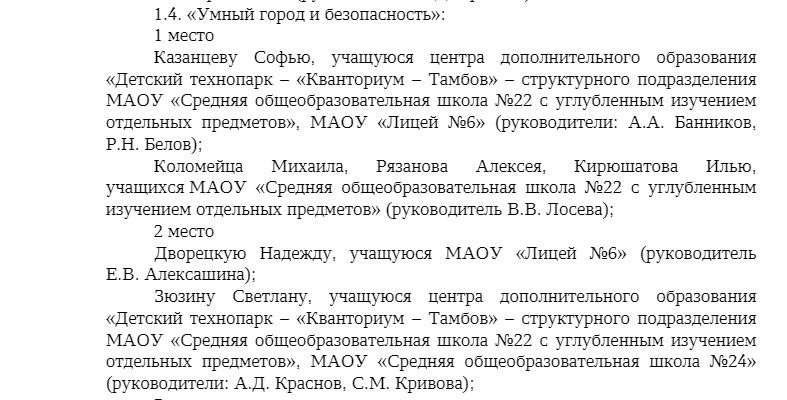 1.4. «Умный город и безопасность»:
1 место
Казанцеву Софью, учащуюся центра дополнительного образования
«Детский технопарк – «Кванториум – Тамбов» – структурного подразделения
МАОУ «Средняя общеобразовательная школа №22 с углубленным изучением
отдельных предметов», МАОУ «Лицей №6» (руководители: А.А. Банников,
Р.Н. Белов);
Коломейца Михаила, Рязанова Алексея, Кирюшатова Илью,
учащихся МАОУ «Средняя общеобразовательная школа №22 с углубленным
изучением отдельных предметов» (руководитель В.В. Лосева);
2 место
Дворецкую Надежду, учащуюся МАОУ «Лицей №6» (руководитель
Е.В. Алексашина);
Зюзину Светлану, учащуюся центра дополнительного образования
«Детский технопарк – «Кванториум – Тамбов» – структурного подразделения
МАОУ «Средняя общеобразовательная школа №22 с углубленным изучением
отдельных предметов», МАОУ «Средняя общеобразовательная школа №24»
(руководители: А.Д. Краснов, С.М. Кривова);